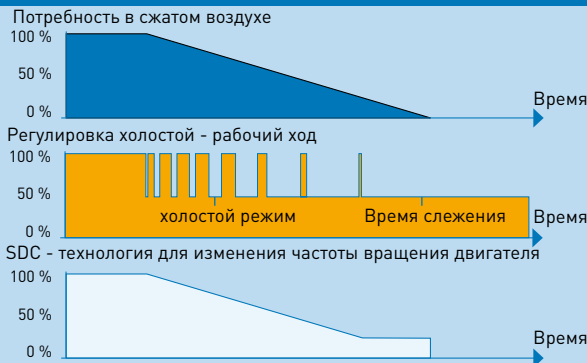 Потребность в сжатом воздухе
100 %
50 %
0 %
Время
Регулировка холостой - рабочий ход
100 %
50 %
холостой режим
Время слежения
0 %
Время
SDC - технология для изменения частоты вращения двигателя
100 %
50 %
0 %
Время